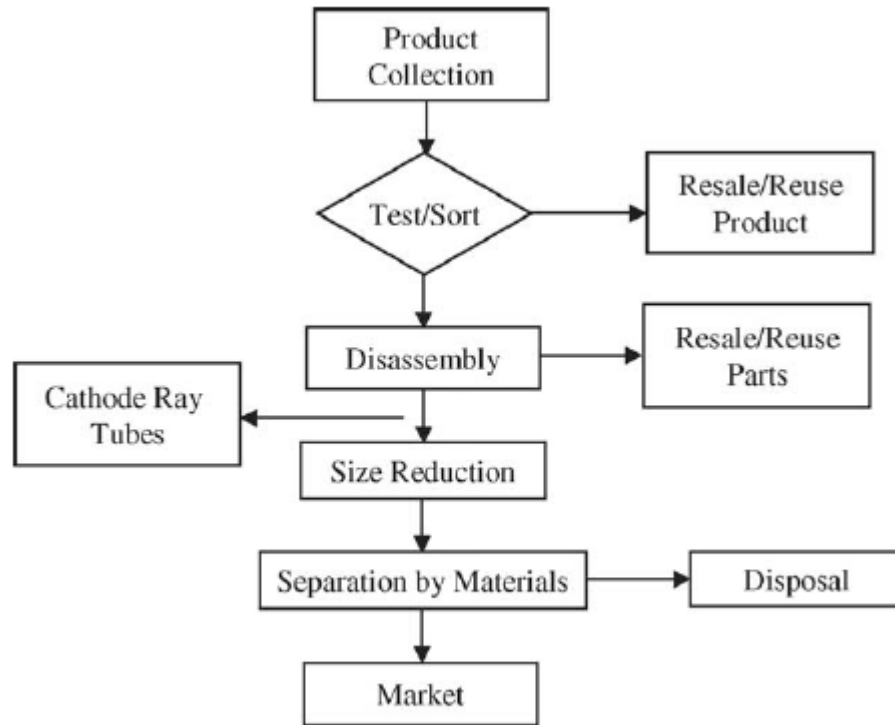 Product
Collection
Test/Sort
Resale/Reuse
Product
Disassembly
Resale/Reuse
Parts
Cathode Ray
Tubes
Size Reduction
Separation by Materials
Disposal
Market